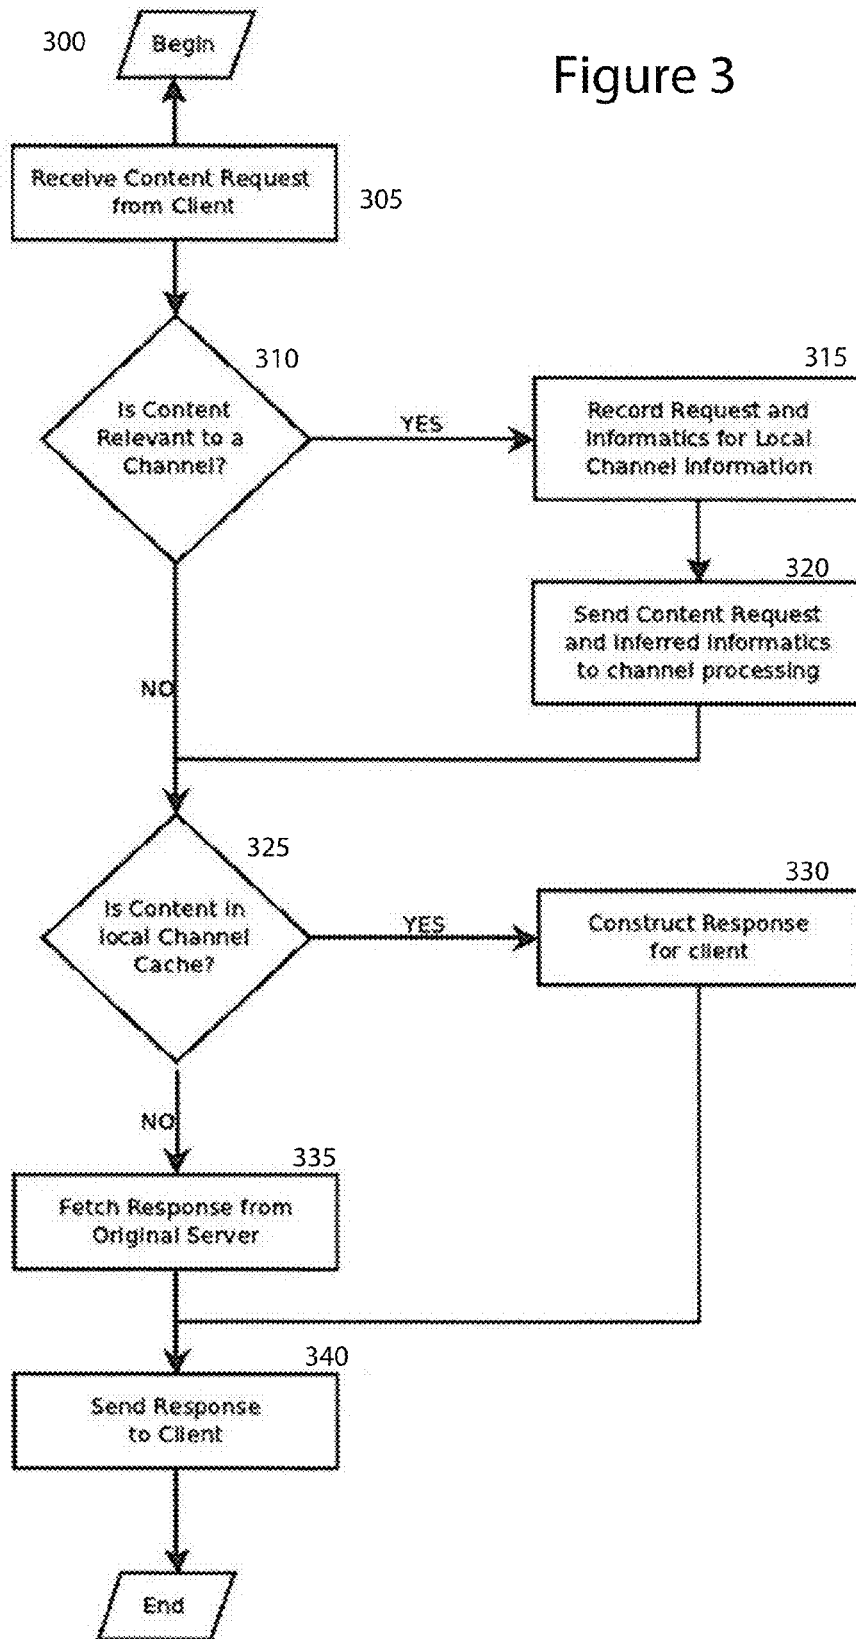 300
Begin
Figure 3
Receive Content Request
from Client
305
310
Is Content
Relevant to a
Channel?
YES
315
Record Request and
Informatics for Local
Channel Information
320
Send Content Request
and Inferred Informatics
to channel processing
NO
325
Is Content in
local Channel
Cache?
YES
330
Construct Response
for client
NO
335
Fetch Response from
Original Server
340
Send Response
to Client
End